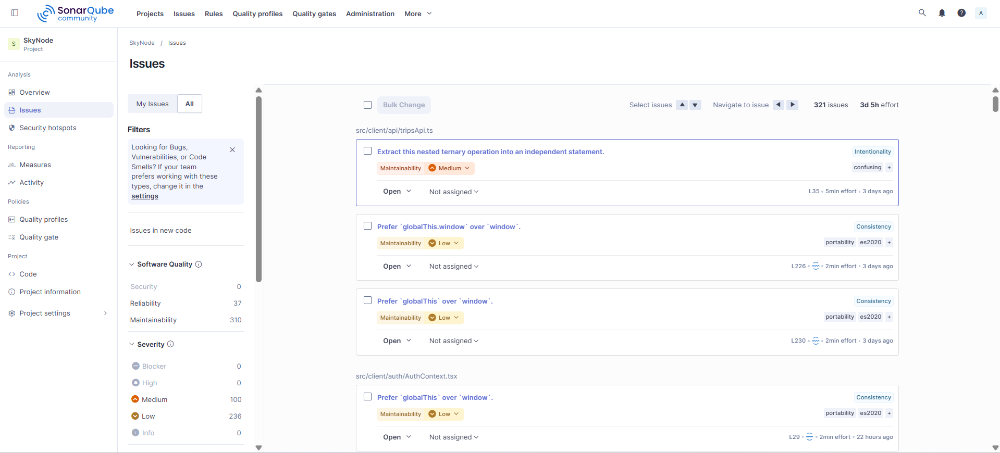 SonarQube
community
Projects
Issues
Rules
Quality profiles
Quality gates
Administration
More
A
S
SkyNode
Project
Analysis
Overview
Issues
Security hotspots
Reporting
Measures
Activity
Policies
Quality profiles
Quality gate
Project
Code
Project information
Project settings
SkyNode / Issues
Issues
My Issues
All
Filters
Looking for Bugs,
Vulnerabilities, or Code
Smells? If your team
prefers working with these
types, change it in the
settings
Issues in new code
Software Quality
Security 0
Reliability 37
Maintainability 310
Severity
Blocker 0
High 0
Medium 100
Low 236
Info 0
Bulk Change
Select issues
Navigate to issue
321 issues
3d 5h effort
src/client/api/tripsApi.ts
Extract this nested ternary operation into an independent statement.
Intentionality
Maintainability Medium
confusing +
Open Not assigned
L35 • 5min effort • 3 days ago
Prefer `globalThis.window` over `window`.
Consistency
Maintainability Low
portability es2020 +
Open Not assigned
L226 • • 2min effort • 3 days ago
Prefer `globalThis` over `window`.
Consistency
Maintainability Low
portability es2020 +
Open Not assigned
L230 • • 2min effort • 3 days ago
src/client/auth/AuthContext.tsx
Prefer `globalThis` over `window`.
Consistency
Maintainability Low
portability es2020 +
Open Not assigned
L29 • • 2min effort • 22 hours ago